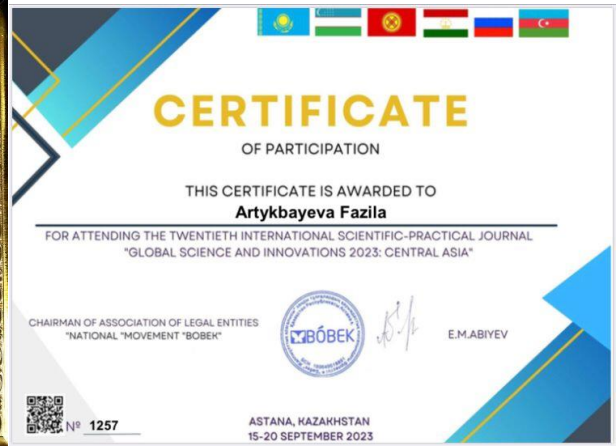 CERTIFICATE
OF PARTICIPATION
THIS CERTIFICATE IS AWARDED TO
Artykbayeva Fazila
FOR ATTENDING THE TWENTIETH INTERNATIONAL SCIENTIFIC-PRACTICAL JOURNAL
"GLOBAL SCIENCE AND INNOVATIONS 2023: CENTRAL ASIA"
CHAIRMAN OF ASSOCIATION OF LEGAL ENTITIES
"NATIONAL "MOVEMENT "BOBEK"
BÓBEK
E.M.ABIYEV
Nº 1257
ASTANA, KAZAKHSTAN
15-20 SEPTEMBER 2023